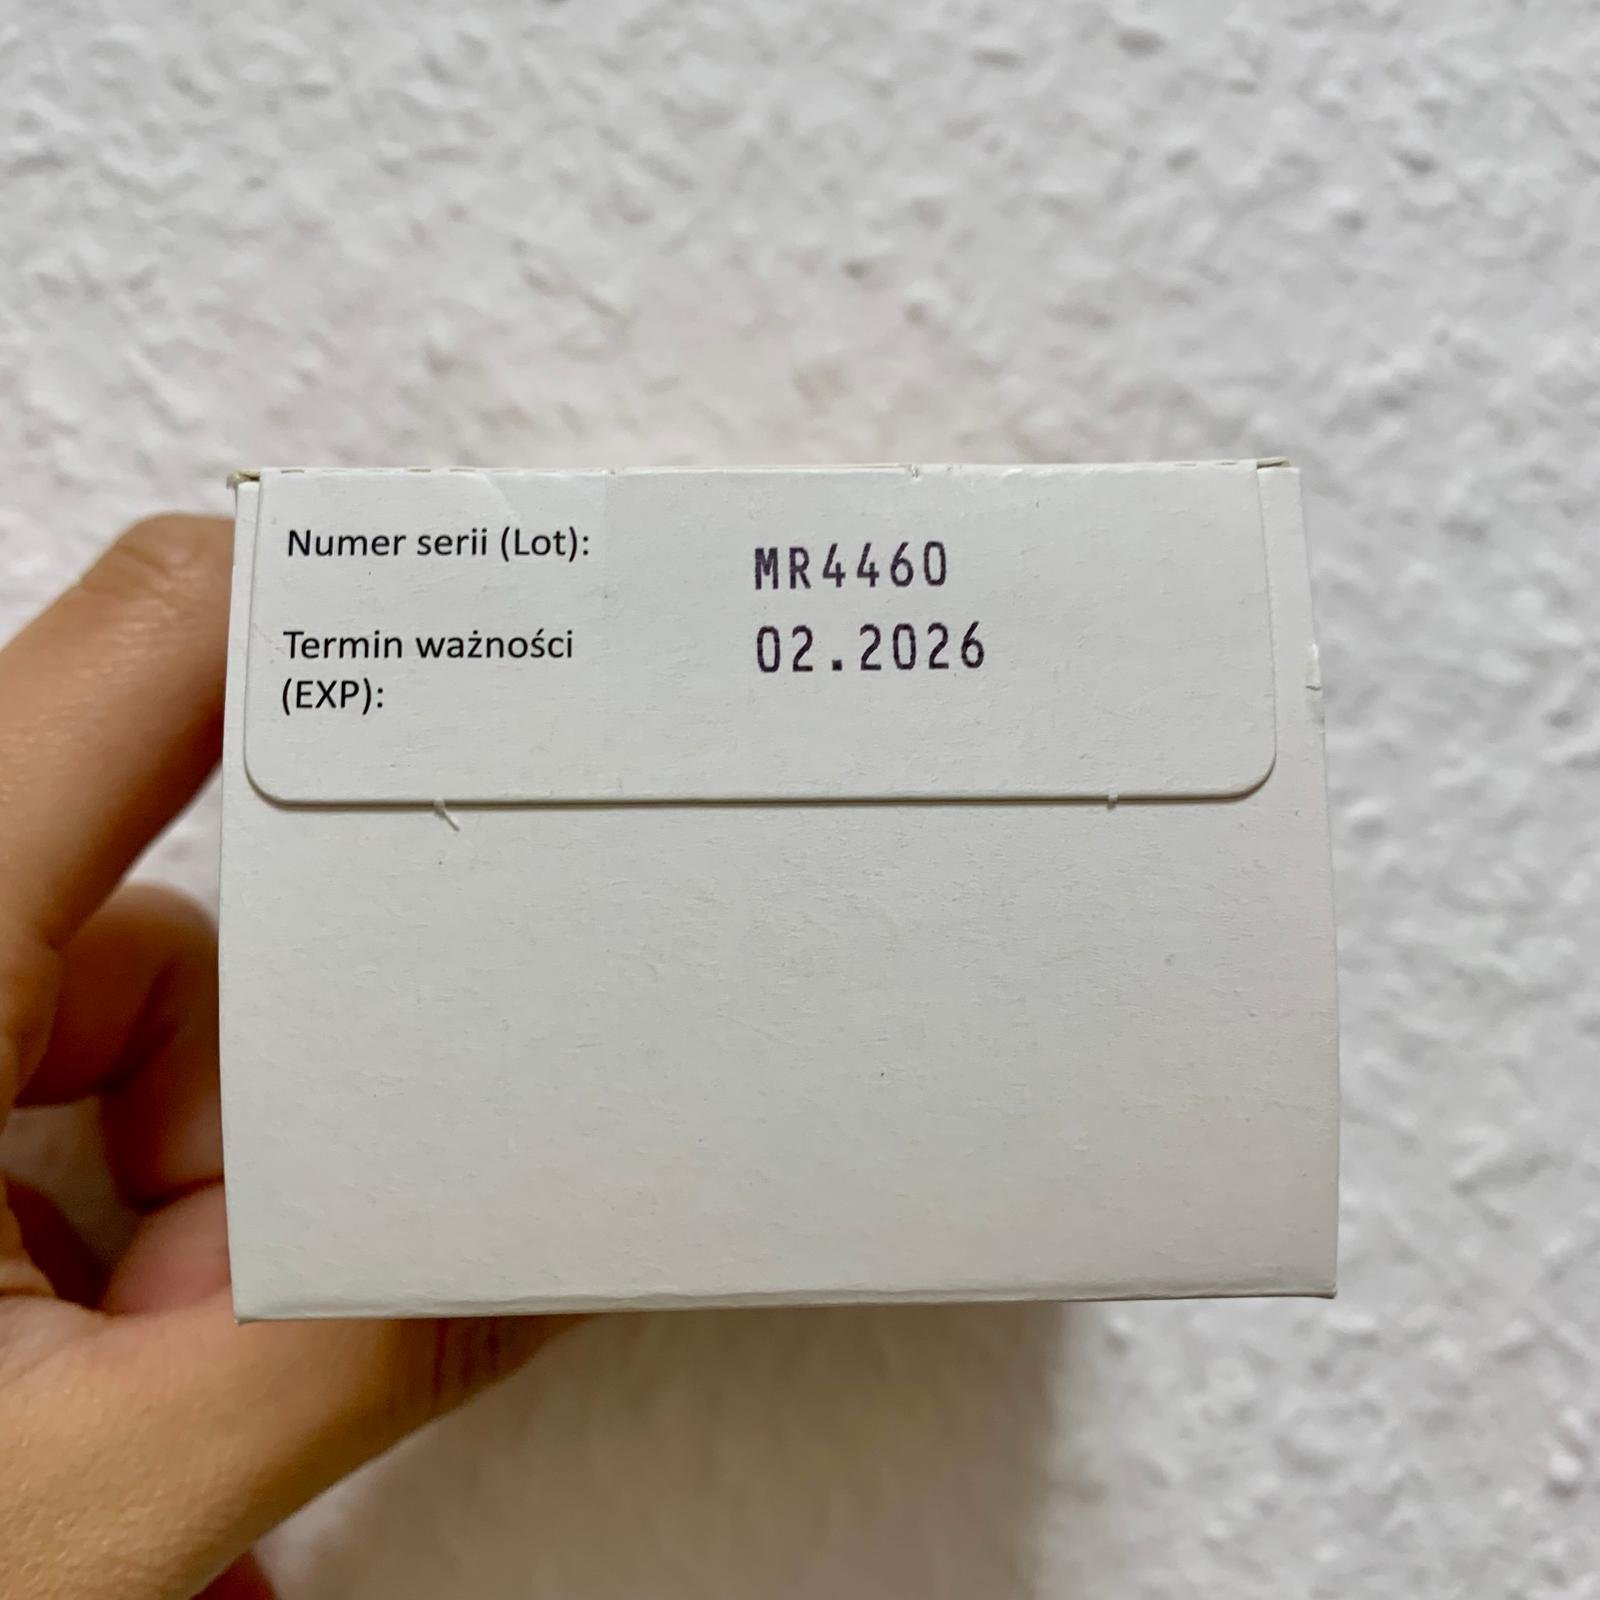 Numer serii (Lot): MR4460
Termin ważności 02.2026
(EXP):